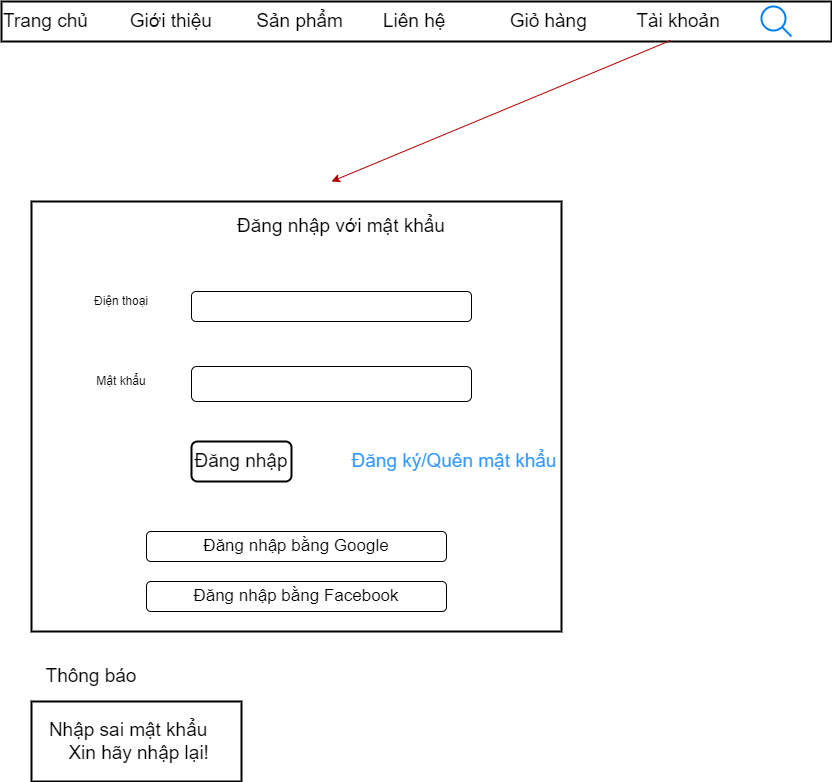 Trang chủ Giới thiệu Sản phẩm Liên hệ Giỏ hàng Tài khoản
Đăng nhập với mật khẩu
Điện thoại
Mật khẩu
Đăng nhập Đăng ký/Quên mật khẩu
Đăng nhập bằng Google
Đăng nhập bằng Facebook
Thông báo
Nhập sai mật khẩu
Xin hãy nhập lại!